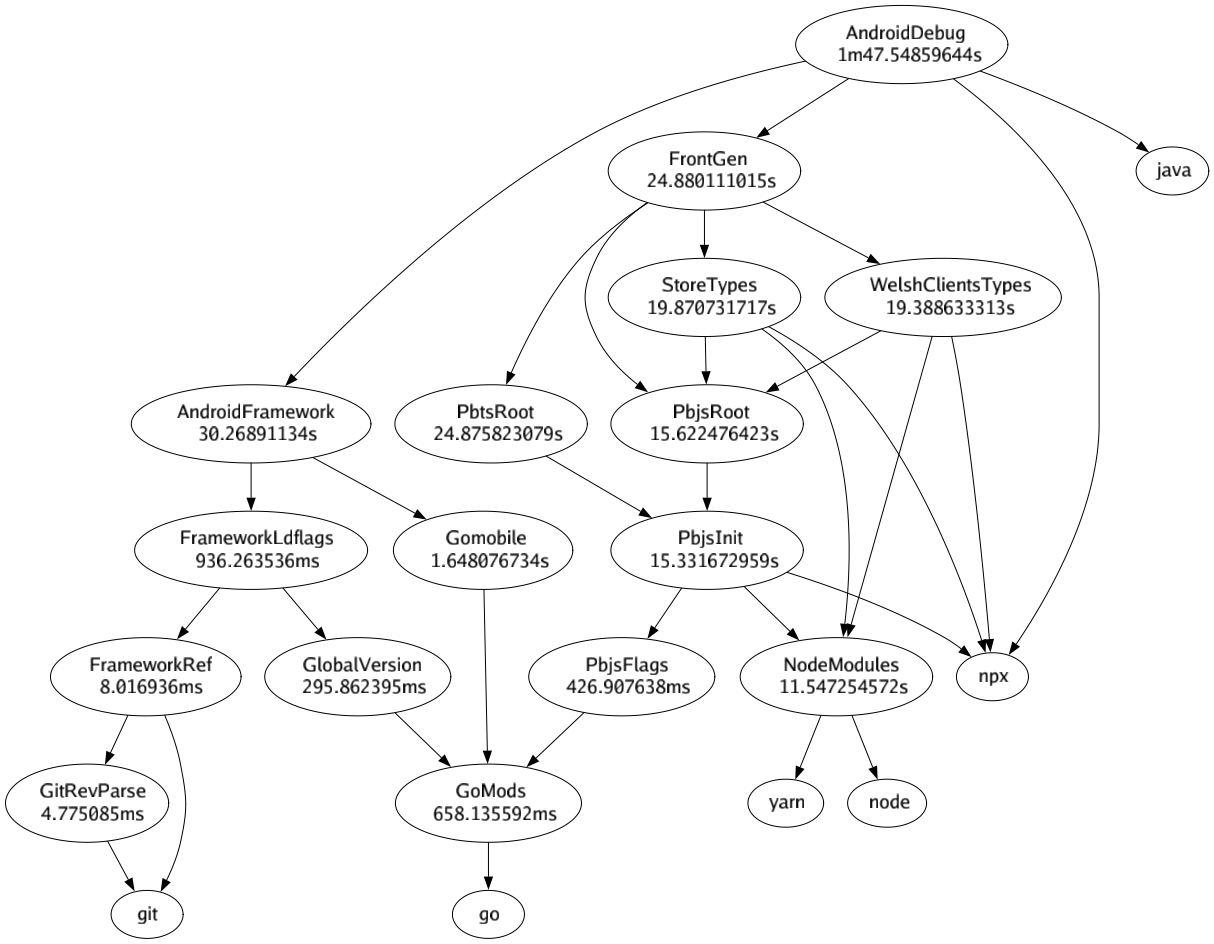 AndroidDebug
1m47.54859644s
FrontGen
24.880111015s
java
StoreTypes
19.870731717s
WelshClientsTypes
19.388633313s
AndroidFramework
30.26891134s
PbtsRoot
24.875823079s
PbjsRoot
15.622476423s
FrameworkLdflags
936.263536ms
Gomobile
1.648076734s
PbjsInit
15.331672959s
FrameworkRef
8.016936ms
GlobalVersion
295.862395ms
PbjsFlags
426.907638ms
NodeModules
11.547254572s
npx
GitRevParse
4.775085ms
GoMods
658.135592ms
yarn
node
git
go